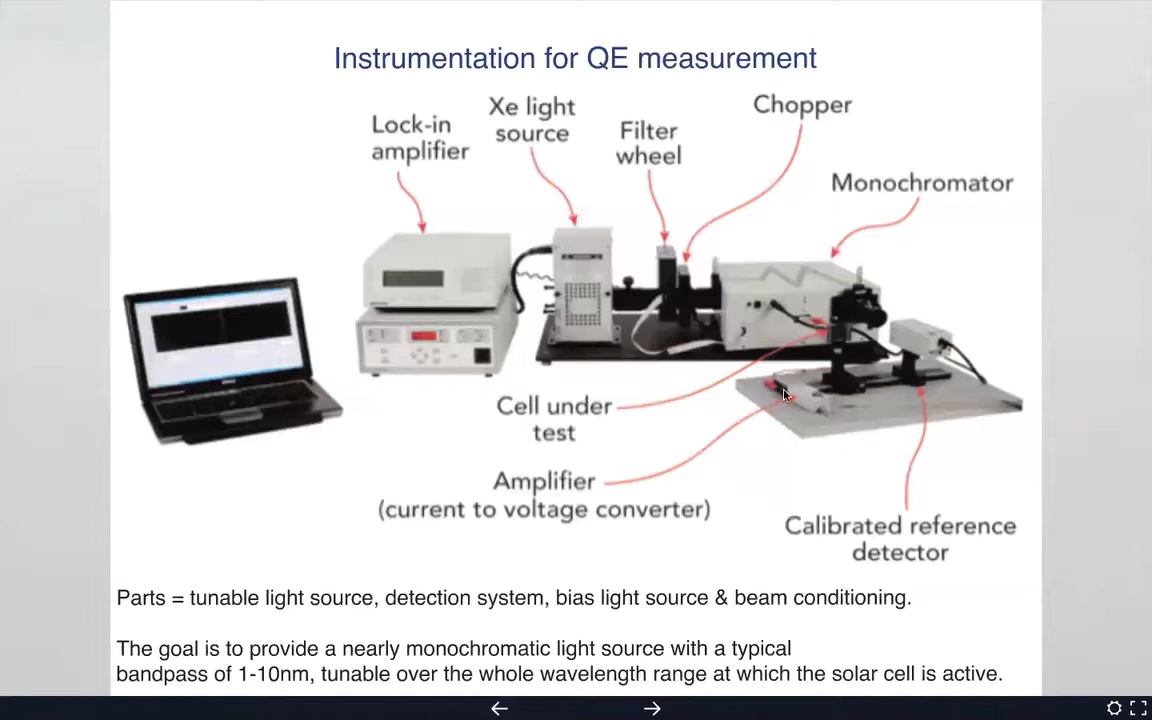 Instrumentation for QE measurement
Lock-in
amplifier
Xe light
source
Filter
wheel
Chopper
Monochromator
Cell under
test
Amplifier
(current to voltage converter)
Calibrated reference
detector
Parts = tunable light source, detection system, bias light source & beam conditioning.
The goal is to provide a nearly monochromatic light source with a typical
bandpass of 1-10nm, tunable over the whole wavelength range at which the solar cell is active.